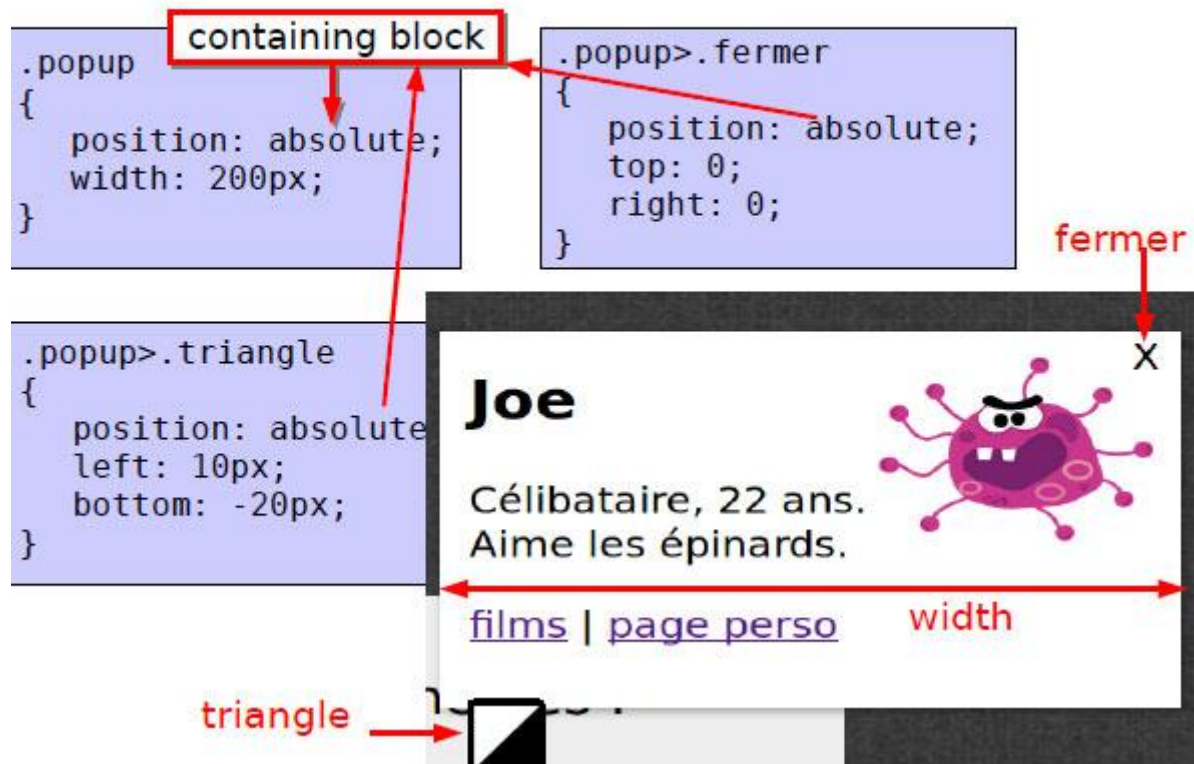 containing block
.popup
{
position: absolute;
width: 200px;
}
.popup>.fermer
{
position: absolute;
top: 0;
right: 0;
}
fermer
.popup>.triangle
{
position: absolute
left: 10px;
bottom: -20px;
}
X
Joe
Célibataire, 22 ans.
Aime les épinards.
width
films | page perso
triangle